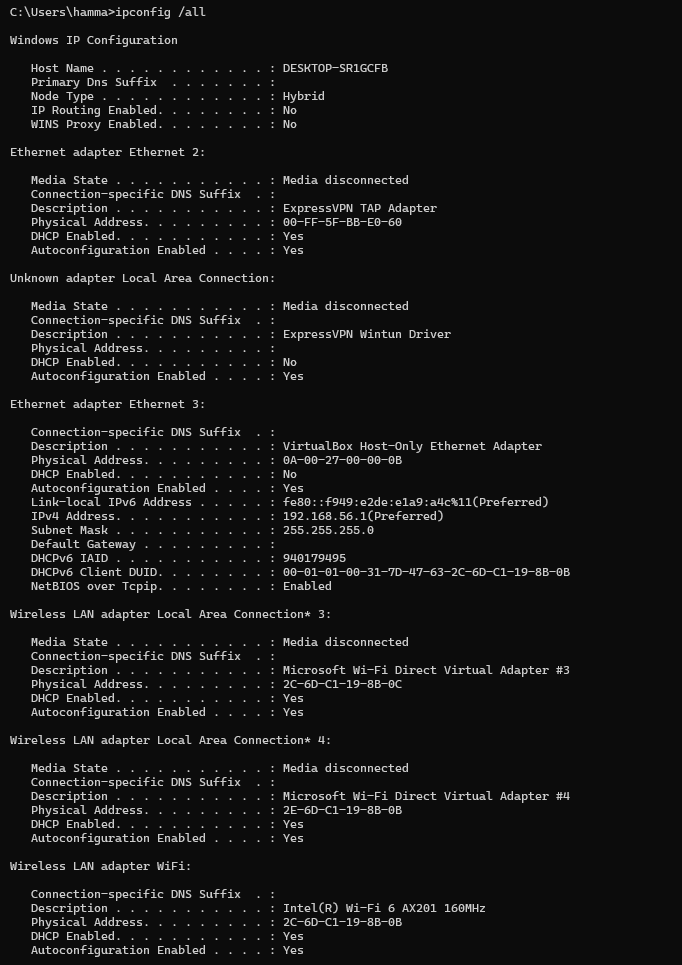 C:\Users\hamma>ipconfig /all
Windows IP Configuration
   Host Name . . . . . . . . . . . . : DESKTOP-SR1GCFB
   Primary Dns Suffix  . . . . . . . :
   Node Type . . . . . . . . . . . . : Hybrid
   IP Routing Enabled. . . . . . . . : No
   WINS Proxy Enabled. . . . . . . . : No
Ethernet adapter Ethernet 2:
   Media State . . . . . . . . . . . : Media disconnected
   Connection-specific DNS Suffix  . :
   Description . . . . . . . . . . . : ExpressVPN TAP Adapter
   Physical Address. . . . . . . . . : 00-FF-5F-BB-E0-60
   DHCP Enabled. . . . . . . . . . . : Yes
   Autoconfiguration Enabled . . . . : Yes
Unknown adapter Local Area Connection:
   Media State . . . . . . . . . . . : Media disconnected
   Connection-specific DNS Suffix  . :
   Description . . . . . . . . . . . : ExpressVPN Wintun Driver
   Physical Address. . . . . . . . . :
   DHCP Enabled. . . . . . . . . . . : No
   Autoconfiguration Enabled . . . . : Yes
Ethernet adapter Ethernet 3:
   Connection-specific DNS Suffix  . :
   Description . . . . . . . . . . . : VirtualBox Host-Only Ethernet Adapter
   Physical Address. . . . . . . . . : 0A-00-27-00-00-0B
   DHCP Enabled. . . . . . . . . . . : No
   Autoconfiguration Enabled . . . . : Yes
   Link-local IPv6 Address . . . . . : fe80::f949:e2de:e1a9:a4c%11(Preferred)
   IPv4 Address. . . . . . . . . . . : 192.168.56.1(Preferred)
   Subnet Mask . . . . . . . . . . . : 255.255.255.0
   Default Gateway . . . . . . . . . :
   DHCPv6 IAID . . . . . . . . . . . : 940179495
   DHCPv6 Client DUID. . . . . . . . : 00-01-01-00-31-7D-47-63-2C-6D-C1-19-8B-0B
   NetBIOS over Tcpip. . . . . . . . : Enabled
Wireless LAN adapter Local Area Connection* 3:
   Media State . . . . . . . . . . . : Media disconnected
   Connection-specific DNS Suffix  . :
   Description . . . . . . . . . . . : Microsoft Wi-Fi Direct Virtual Adapter #3
   Physical Address. . . . . . . . . : 2C-6D-C1-19-8B-0C
   DHCP Enabled. . . . . . . . . . . : Yes
   Autoconfiguration Enabled . . . . : Yes
Wireless LAN adapter Local Area Connection* 4:
   Media State . . . . . . . . . . . : Media disconnected
   Connection-specific DNS Suffix  . :
   Description . . . . . . . . . . . : Microsoft Wi-Fi Direct Virtual Adapter #4
   Physical Address. . . . . . . . . : 2E-6D-C1-19-8B-0B
   DHCP Enabled. . . . . . . . . . . : Yes
   Autoconfiguration Enabled . . . . : Yes
Wireless LAN adapter WiFi:
   Connection-specific DNS Suffix  . :
   Description . . . . . . . . . . . : Intel(R) Wi-Fi 6 AX201 160MHz
   Physical Address. . . . . . . . . : 2C-6D-C1-19-8B-0B
   DHCP Enabled. . . . . . . . . . . : Yes
   Autoconfiguration Enabled . . . . : Yes